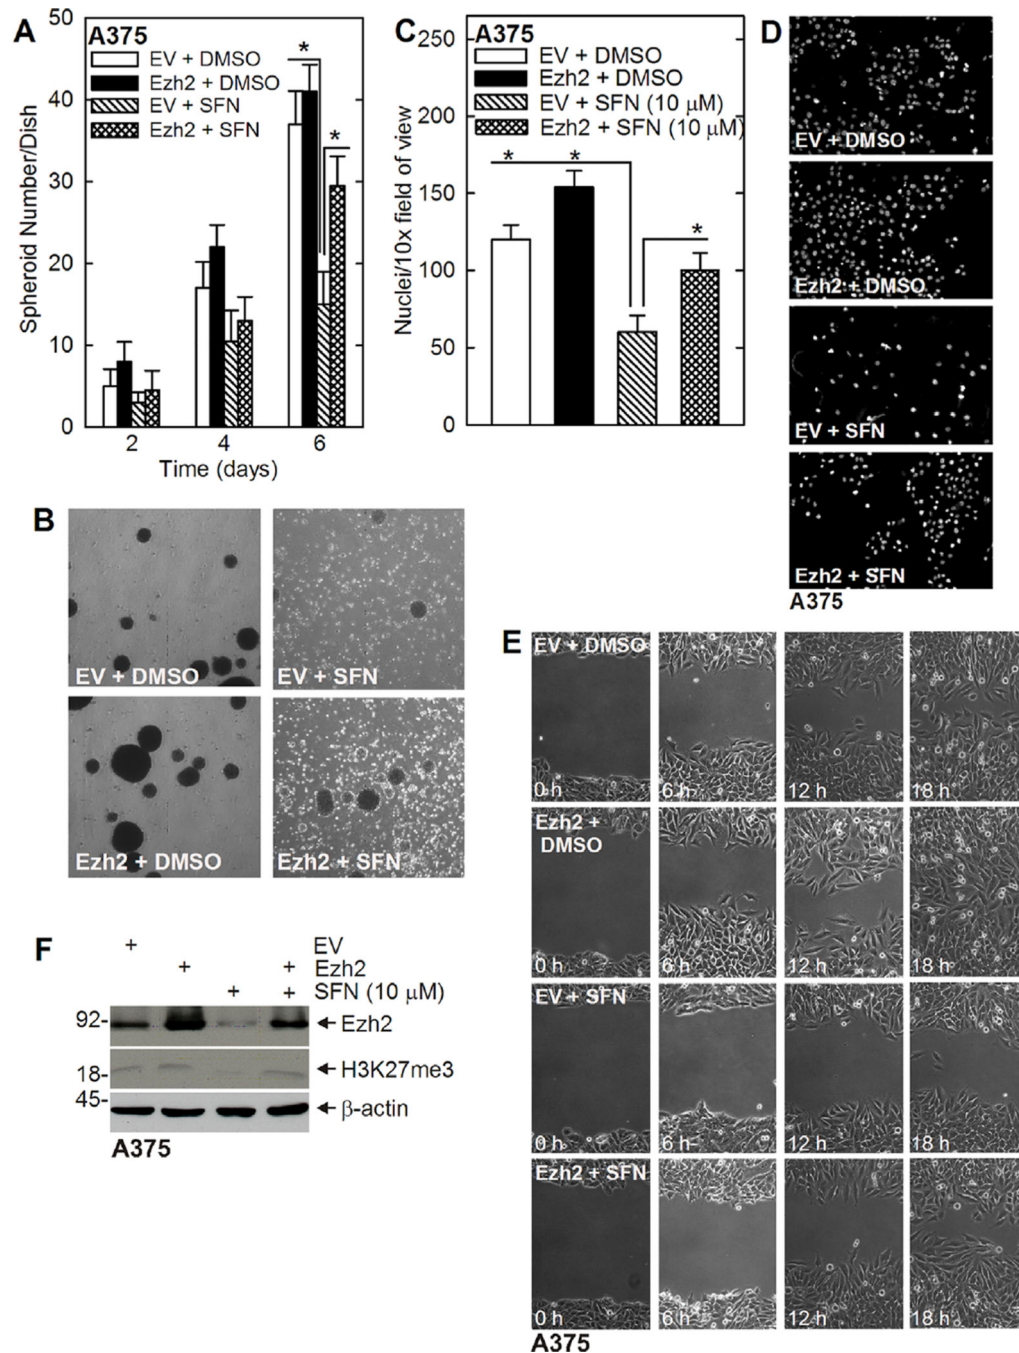 A
A375
EV + DMSO
Ezh2 + DMSO
EV + SFN
Ezh2 + SFN
*
*
Spheroid Number/Dish
50
40
30
20
10
0
2 4 6
Time (days)
C
A375
EV + DMSO
Ezh2 + DMSO
EV + SFN (10 μM)
Ezh2 + SFN (10 μM)
* *
*
Nuclei/10x field of view
250
200
150
100
50
0
D
EV + DMSO
Ezh2 + DMSO
EV + SFN
Ezh2 + SFN
A375
B
EV + DMSO
EV + SFN
Ezh2 + DMSO
Ezh2 + SFN
E
EV + DMSO
0 h 6 h 12 h 18 h
Ezh2 +
DMSO
0 h 6 h 12 h 18 h
EV + SFN
0 h 6 h 12 h 18 h
Ezh2 + SFN
0 h 6 h 12 h 18 h
A375
F
+ EV
+ + Ezh2
+ + SFN (10 μM)
92- Ezh2
18- H3K27me3
45-
β-actin
A375